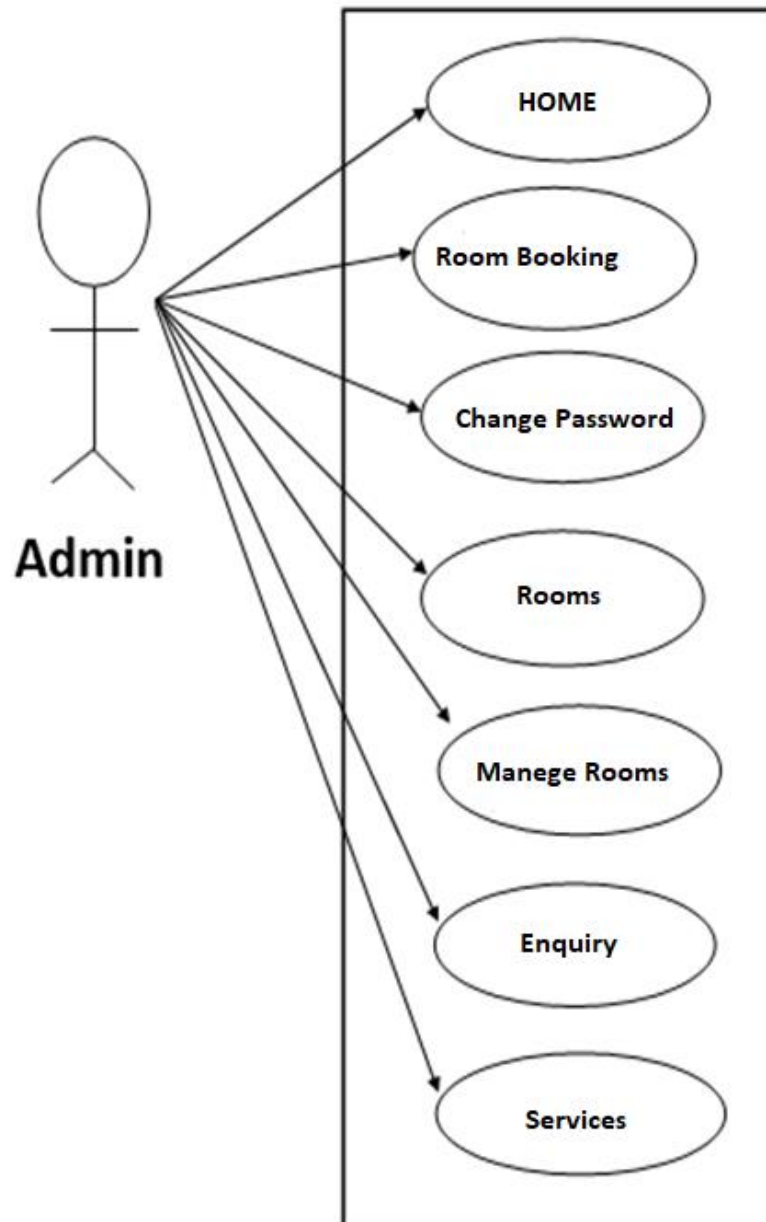 HOME
Room Booking
Change Password
Admin
Rooms
Manege Rooms
Enquiry
Services